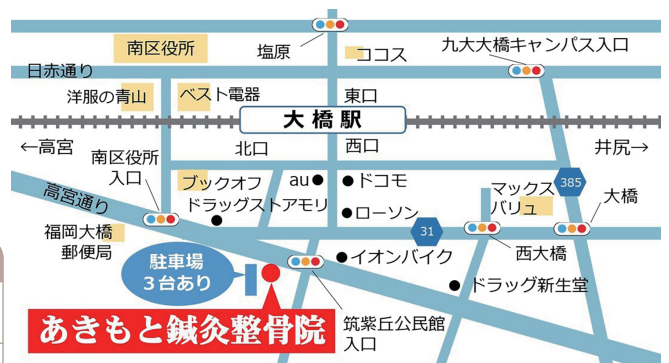 南区役所
塩原
ココス
九大大橋キャンパス入口
日赤通り
洋服の青山
ベスト電器
東口
大橋駅
←高宮
北口
西口
井尻→
南区役所
入口
高宮通り
ブックオフ
au
ドコモ
マックス
バリュ
385
大橋
ドラッグストアモリ
ローソン
福岡大橋
郵便局
31
西大橋
駐車場
3台あり
イオンバイク
ドラッグ新生堂
あきもと鍼灸整骨院
筑紫丘公民館
入口